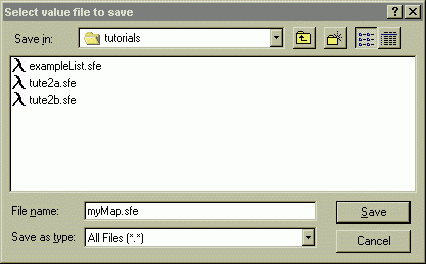 Select value file to save
Save in: tutorials
exampleList.sfe
tute2a.sfe
tute2b.sfe
File name: myMap.sfe Save
Save as type: All Files (*.*) Cancel